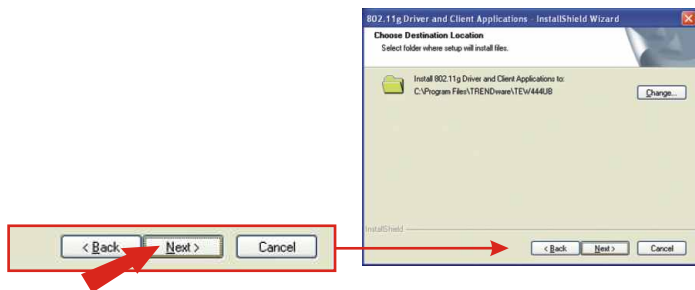 802.11g Driver and Client Applications - InstallShield Wizard
Choose Destination Location
Select folder where setup will install files.
Install 802.11g Driver and Client Applications to:
C:\Program Files\TRENDware\TEW444UB
Change...
InstallShield
< Back Next > Cancel
< Back Next > Cancel